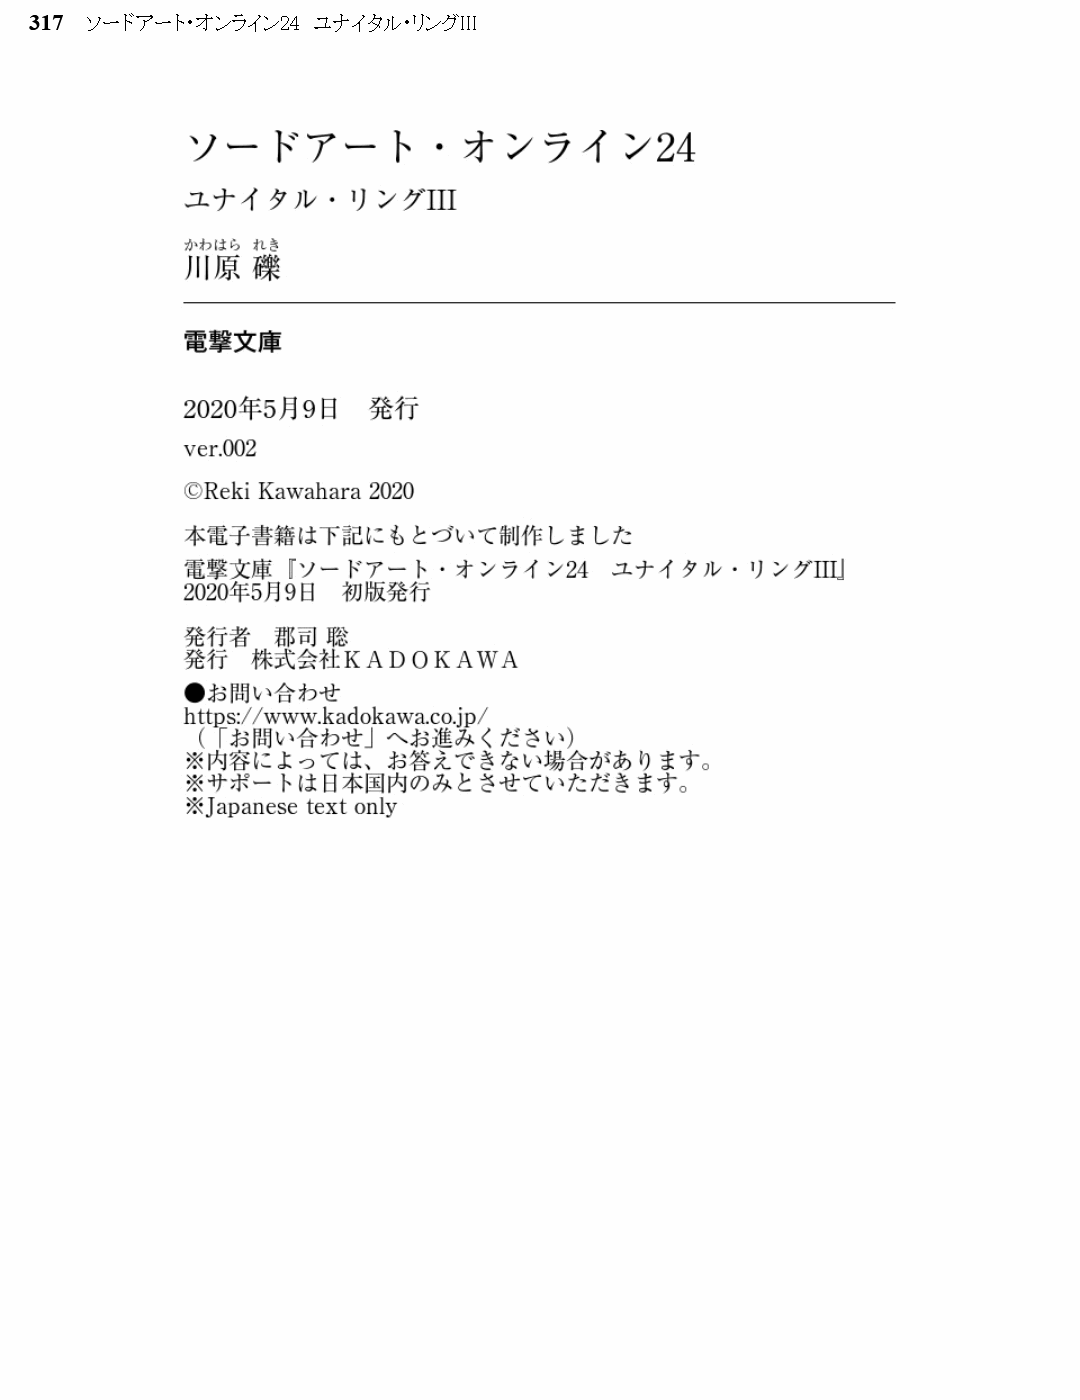 317 ソードアート・オンライン24　ユナイタル・リングIII
ソードアート・オンライン24
ユナイタル・リングIII
かわはら れき
川原 礫
電撃文庫
2020年5月9日　発行
ver.002
©Reki Kawahara 2020
本電子書籍は下記にもとづいて制作しました
電撃文庫『ソードアート・オンライン24　ユナイタル・リングIII』
2020年5月9日　初版発行
発行者　郡司 聡
発行　株式会社ＫＡＤＯＫＡＷＡ
●お問い合わせ
https://www.kadokawa.co.jp/
（「お問い合わせ」へお進みください）
※内容によっては、お答えできない場合があります。
※サポートは日本国内のみとさせていただきます。
※Japanese text only